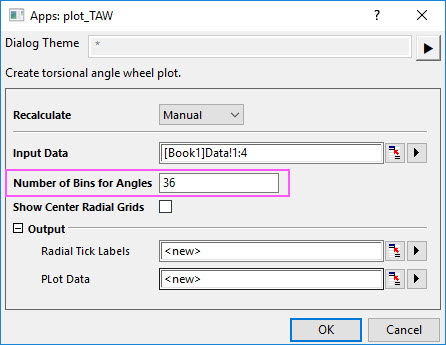 Apps: plot_TAW
Dialog Theme *
Create torsional angle wheel plot.
Recalculate Manual
Input Data [Book1]Data!1:4
Number of Bins for Angles 36
Show Center Radial Grids
Output
Radial Tick Labels <new>
PLot Data <new>
OK Cancel